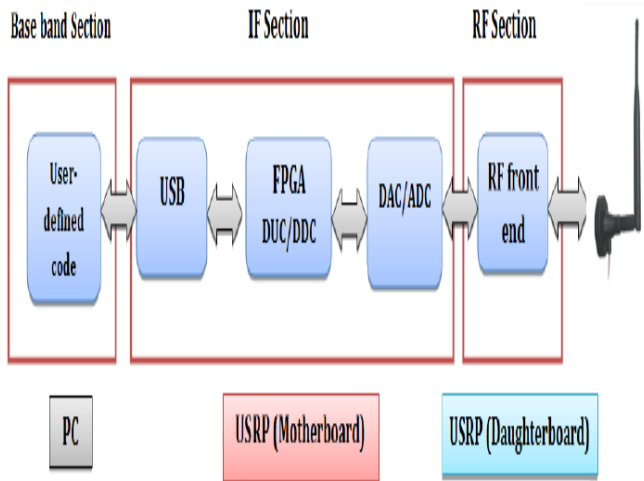 Base band Section
IF Section
RF Section
User-
defined
code
USB
FPGA
DUC/DDC
DAC/ADC
RF front
end
PC
USRP (Motherboard)
USRP (Daughterboard)